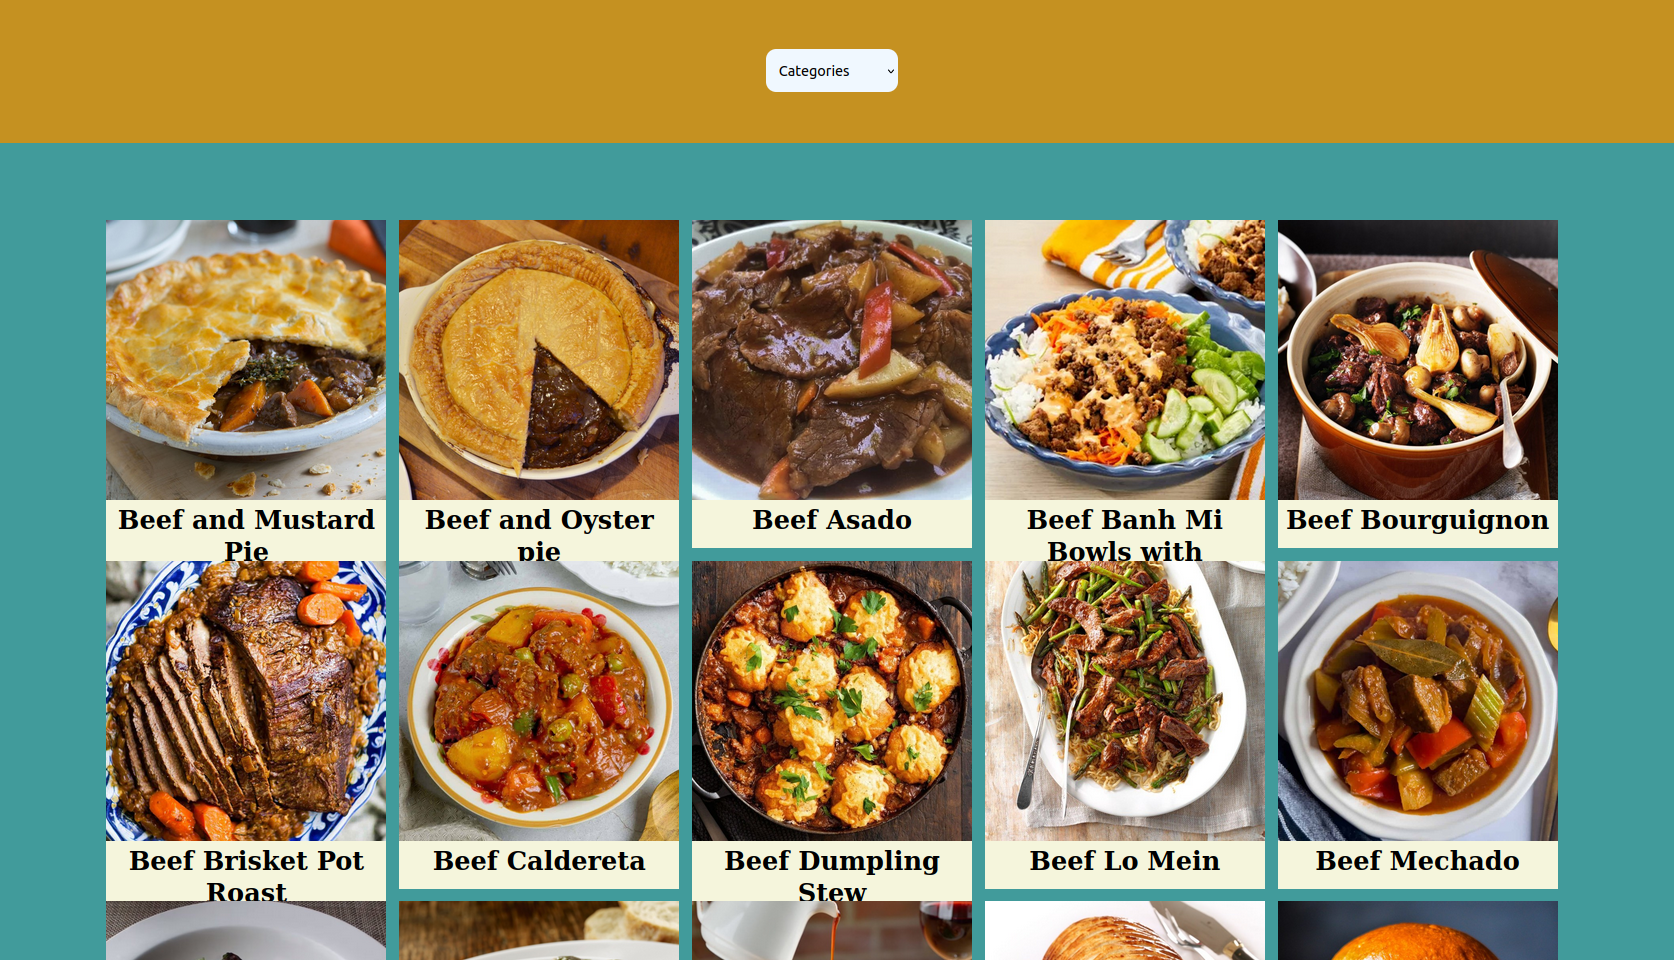 Categories
Beef and Mustard
Pie
Beef and Oyster
pie
Beef Asado
Beef Banh Mi
Bowls with
Beef Bourguignon
Beef Brisket Pot
Roast
Beef Caldereta
Beef Dumpling
Stew
Beef Lo Mein
Beef Mechado